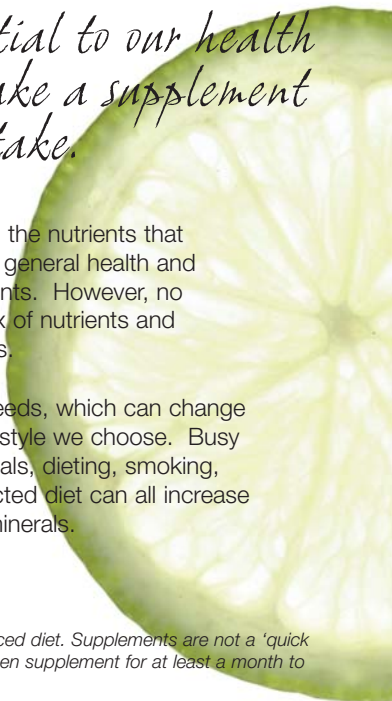 tial to our health
ake a supplement
take.
the nutrients that
general health and
nts. However, no
x of nutrients and
s.
eeds, which can change
style we choose. Busy
als, dieting, smoking,
cted diet can all increase
minerals.
ced diet. Supplements are not a ‘quick
en supplement for at least a month to